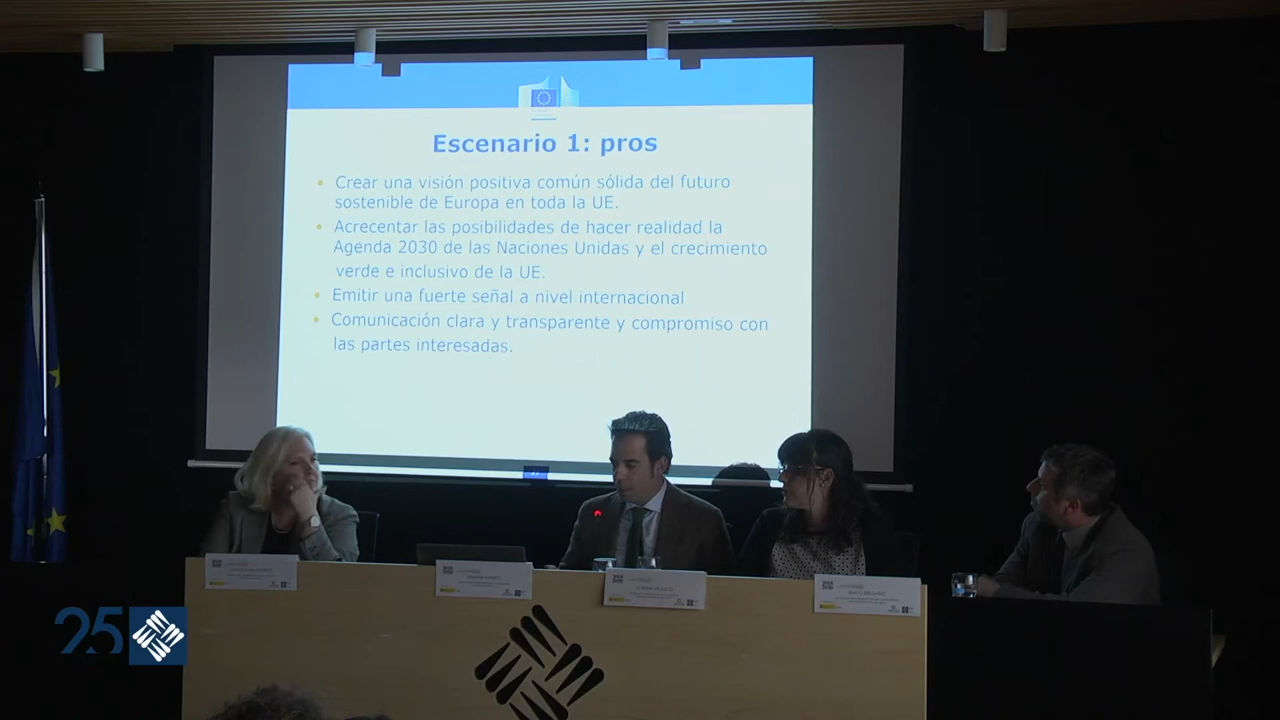 Escenario 1: pros
• Crear una visión positiva común sólida del futuro
sostenible de Europa en toda la UE.
• Acrecentar las posibilidades de hacer realidad la
Agenda 2030 de las Naciones Unidas y el crecimiento
verde e inclusivo de la UE.
• Emitir una fuerte señal a nivel internacional
• Comunicación clara y transparente y compromiso con
las partes interesadas.
25